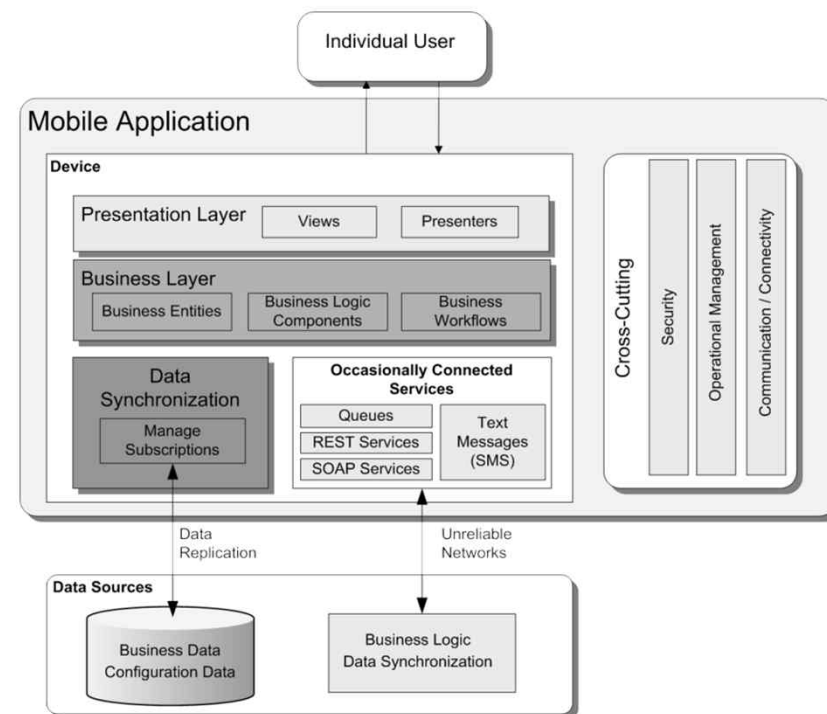 Individual User
Mobile Application
Device
Presentation Layer
Views
Presenters
Business Layer
Business Entities
Business Logic
Components
Business
Workflows
Data
Synchronization
Manage
Subscriptions
Occasionally Connected
Services
Queues
REST Services
SOAP Services
Text
Messages
(SMS)
Cross-Cutting
Security
Operational Management
Communication / Connectivity
Data
Replication
Unreliable
Networks
Data Sources
Business Data
Configuration Data
Business Logic
Data Synchronization